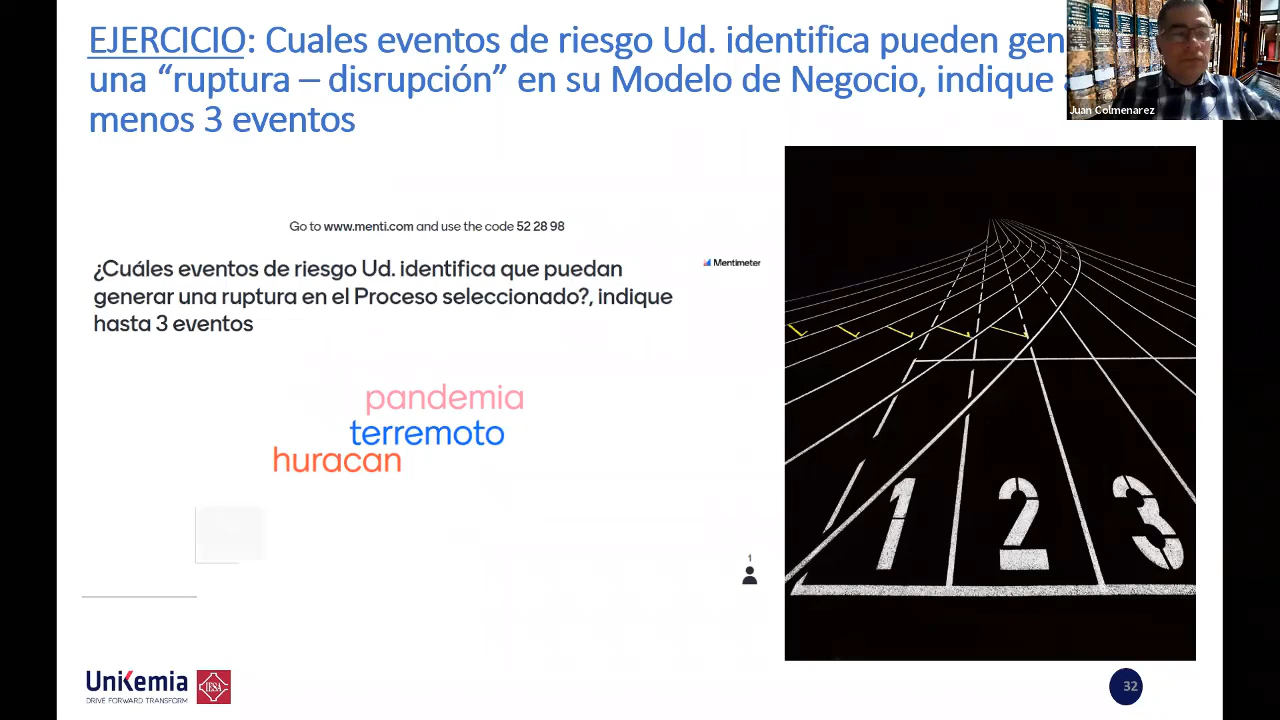 EJERCICIO: Cuales eventos de riesgo Ud. identifica pueden gen
una “ruptura – disrupción” en su Modelo de Negocio, indique
menos 3 eventos
Juan Colmenarez
Go to www.menti.com and use the code 52 28 98
Mentimeter
¿Cuáles eventos de riesgo Ud. identifica que puedan
generar una ruptura en el Proceso seleccionado?, indique
hasta 3 eventos
pandemia
terremoto
huracan
1
1 2 3
UniKemia
DRIVE FORWARD TRANSFORM
IESA
32